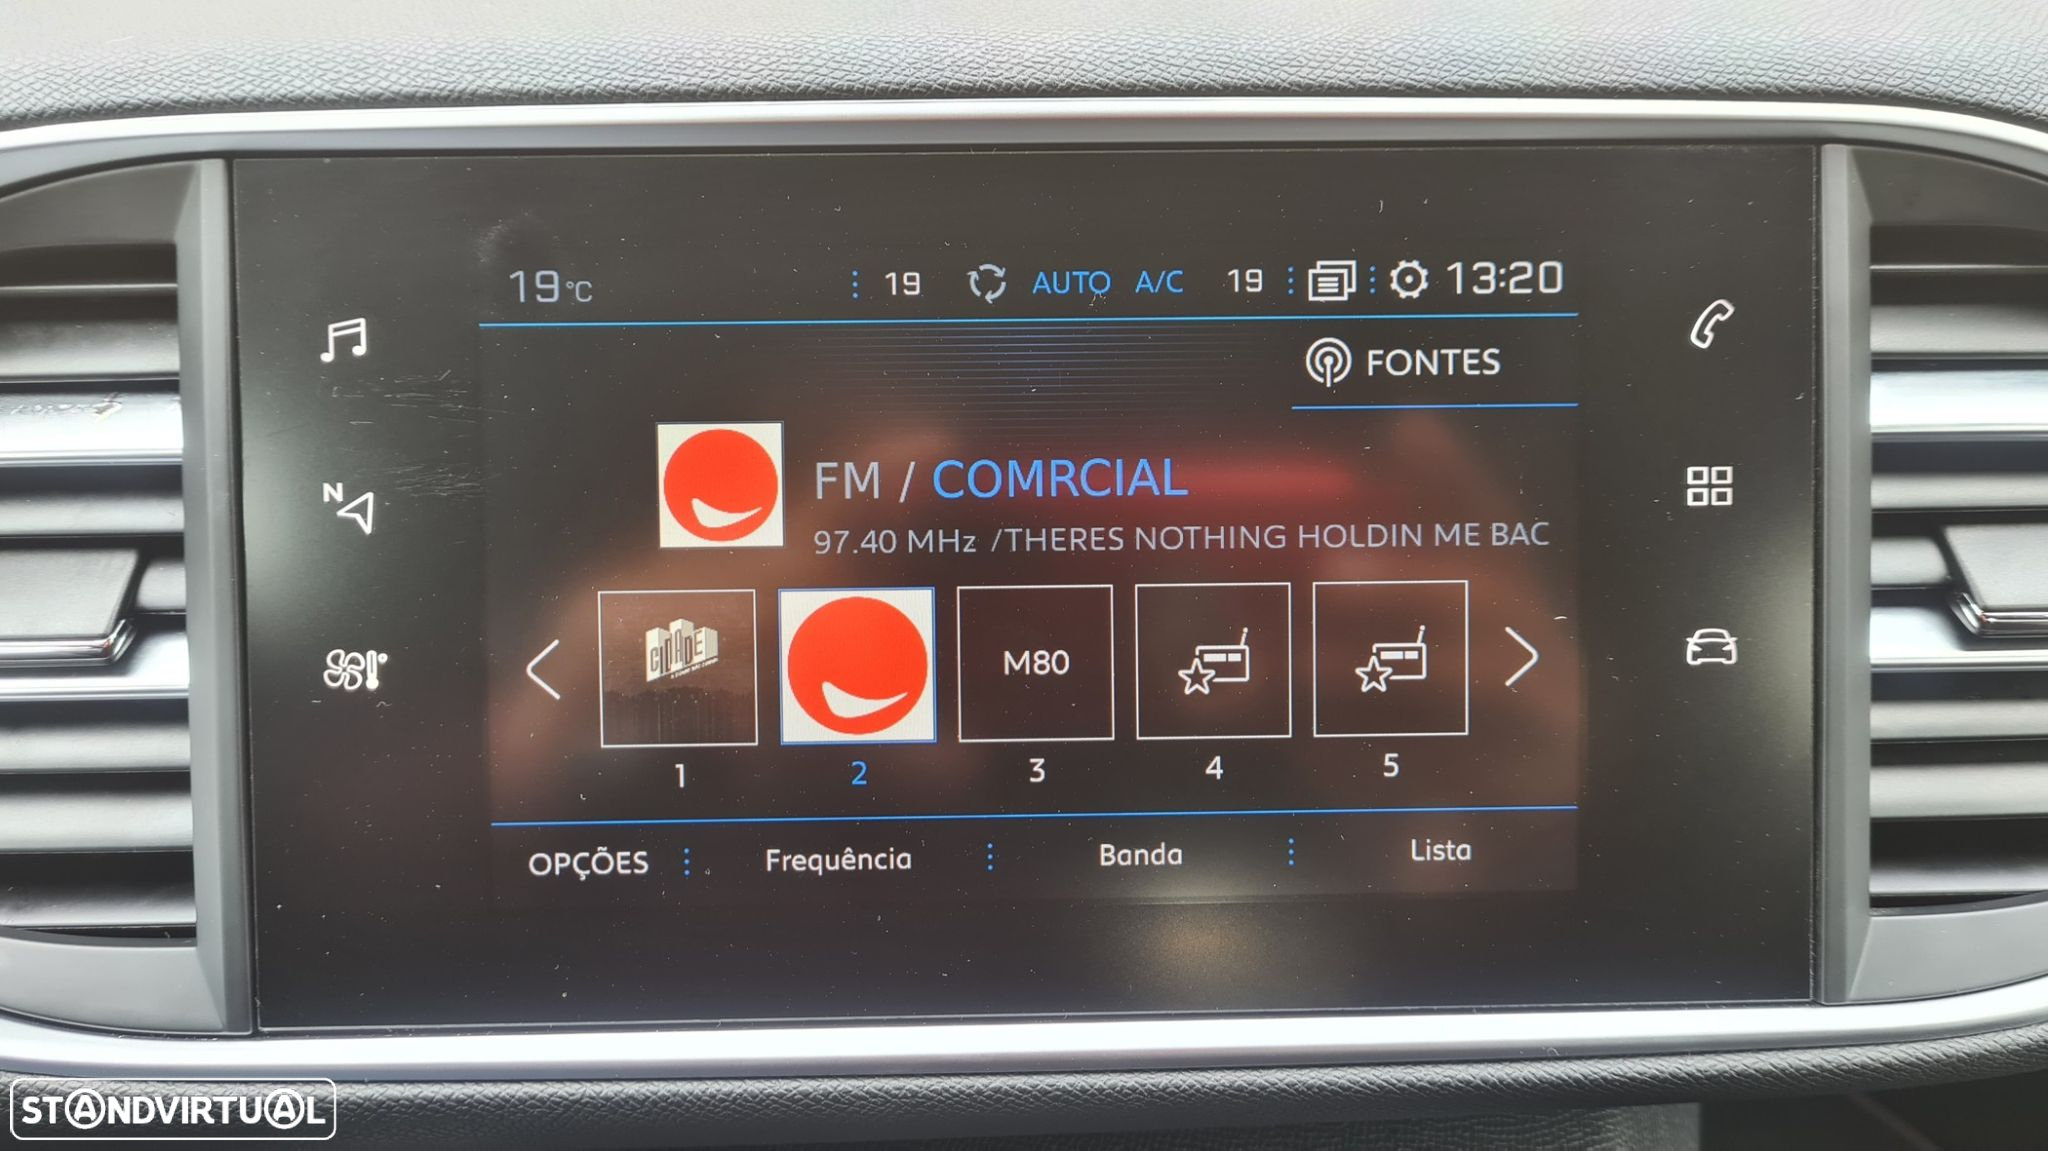 19°C 19 AUTO A/C 19 13:20
FONTES
FM / COMRCIAL
97.40 MHz /THERES NOTHING HOLDIN ME BAC
N
CIDADE
M80
1 2 3 4 5
OPÇÕES Frequência Banda Lista
STANDVIRTUAL